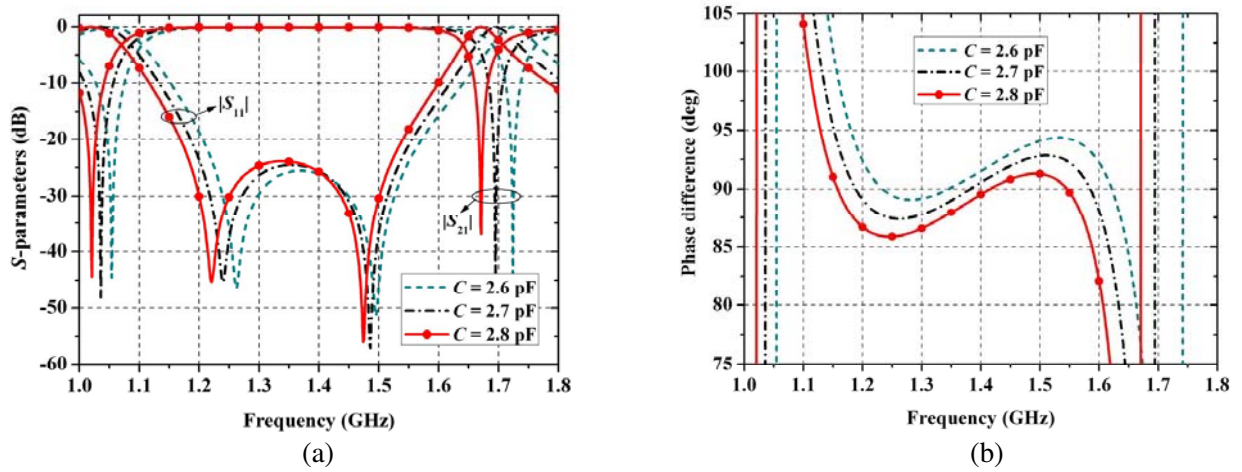 0
-10
-20
-30
-40
-50
-60
S-parameters (dB)
|S11|
|S21|
C = 2.6 pF
C = 2.7 pF
C = 2.8 pF
1.0 1.1 1.2 1.3 1.4 1.5 1.6 1.7 1.8
Frequency (GHz)
(a)
105
100
95
90
85
80
75
Phase difference (deg)
C = 2.6 pF
C = 2.7 pF
C = 2.8 pF
1.0 1.1 1.2 1.3 1.4 1.5 1.6 1.7 1.8
Frequency (GHz)
(b)